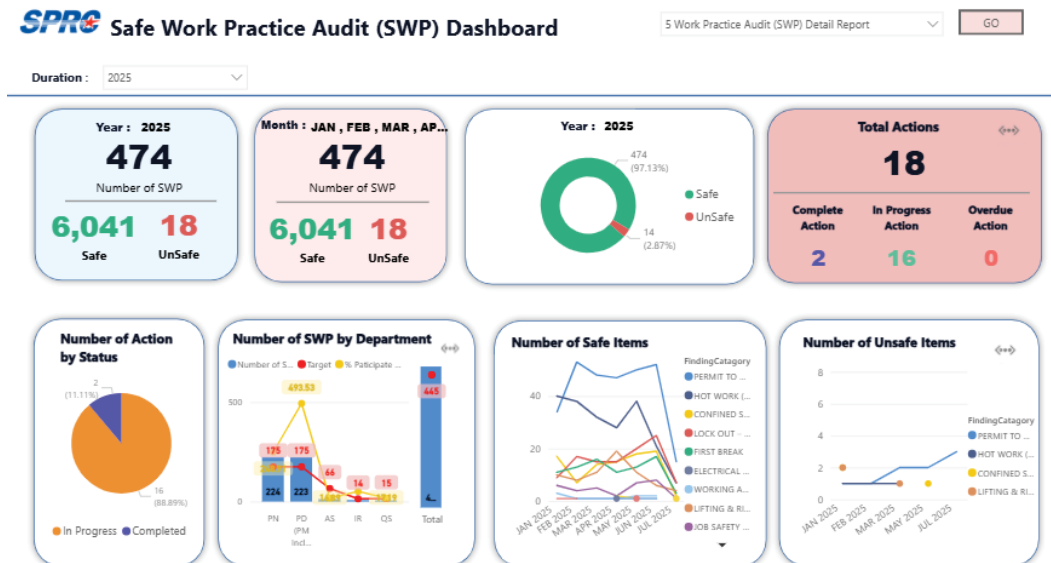 SPRC Safe Work Practice Audit (SWP) Dashboard
5 Work Practice Audit (SWP) Detail Report
GO
Duration : 2025
Year : 2025
474
Number of SWP
6,041 18
Safe UnSafe
Month : JAN , FEB , MAR , AP...
474
Number of SWP
6,041 18
Safe UnSafe
Year : 2025
474
(97.13%)
Safe
UnSafe
14
(2.87%)
Total Actions
18
Complete Action
In Progress Action
Overdue Action
2 16 0
Number of Action
by Status
2
(11.11%)
16
(88.89%)
In Progress Completed
Number of SWP by Department
Number of S... Target % Paticipate ...
693.53
445
500
175 175
66
14 15
224 223
4...
0
PN PD (PM Incl... AS IR QS Total
Number of Safe Items
40
20
0
JAN 2025 FEB 2025 MAR 2025 APR 2025 MAY 2025 JUN 2025 JUL 2025
FindingCatagory
PERMIT TO ...
HOT WORK (...
CONFINED S...
LOCK OUT – ...
FIRST BREAK
ELECTRICAL ...
WORKING A...
LIFTING & RI...
JOB SAFETY ...
Number of Unsafe Items
8
6
4
2
0
JAN 2025 FEB 2025 MAR 2025 MAY 2025 JUL 2025
FindingCatagory
PERMIT TO ...
HOT WORK (...
CONFINED S...
LIFTING & RI...